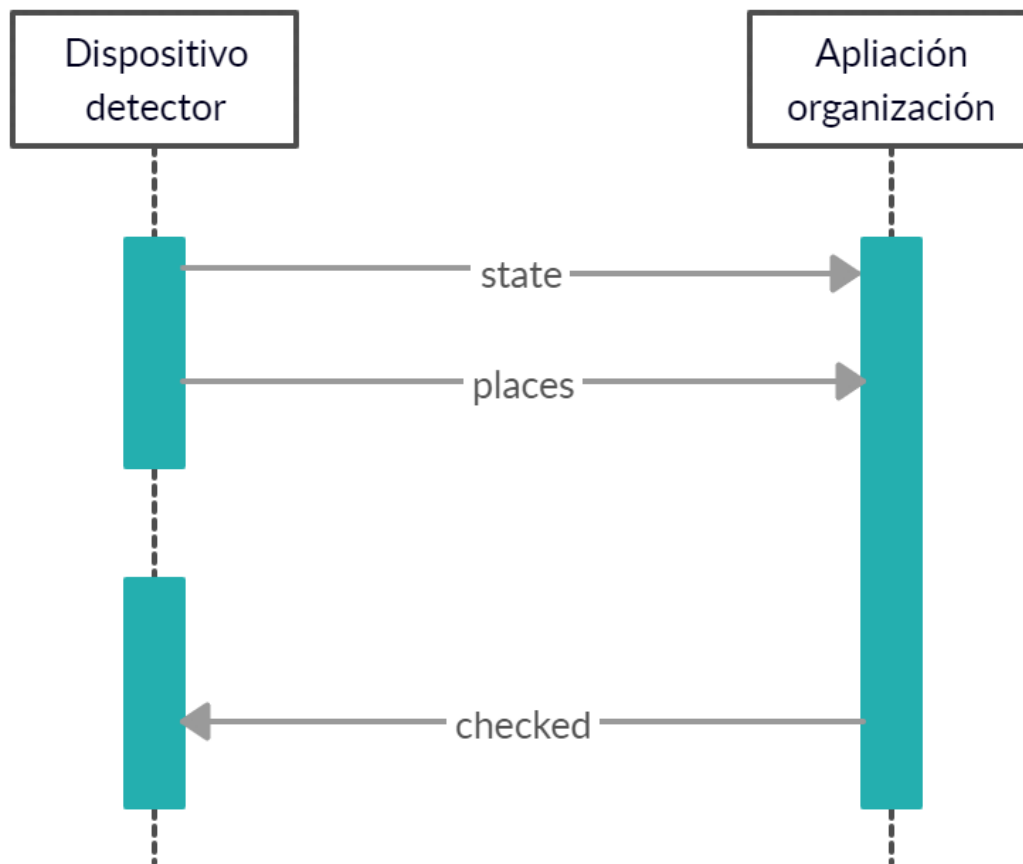 Dispositivo
detector
Apliación
organización
state
places
checked